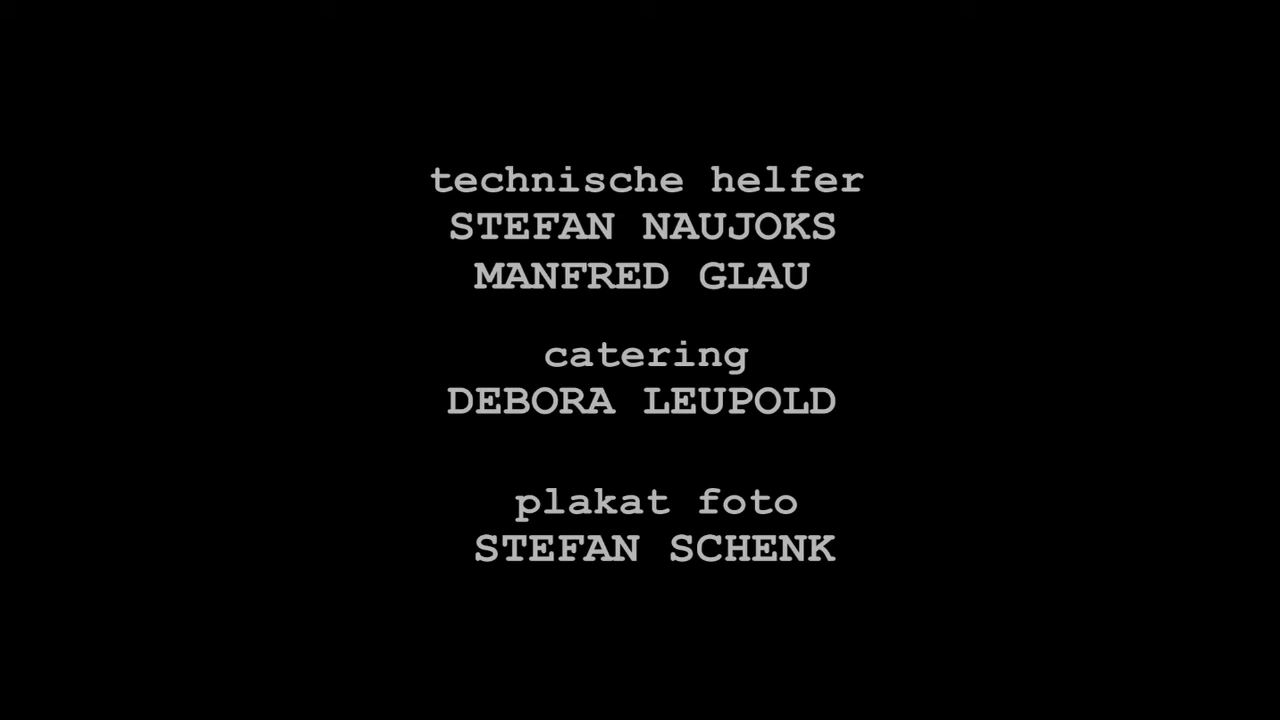 technische helfer
STEFAN NAUJOKS
MANFRED GLAU
catering
DEBORA LEUPOLD
plakat foto
STEFAN SCHENK